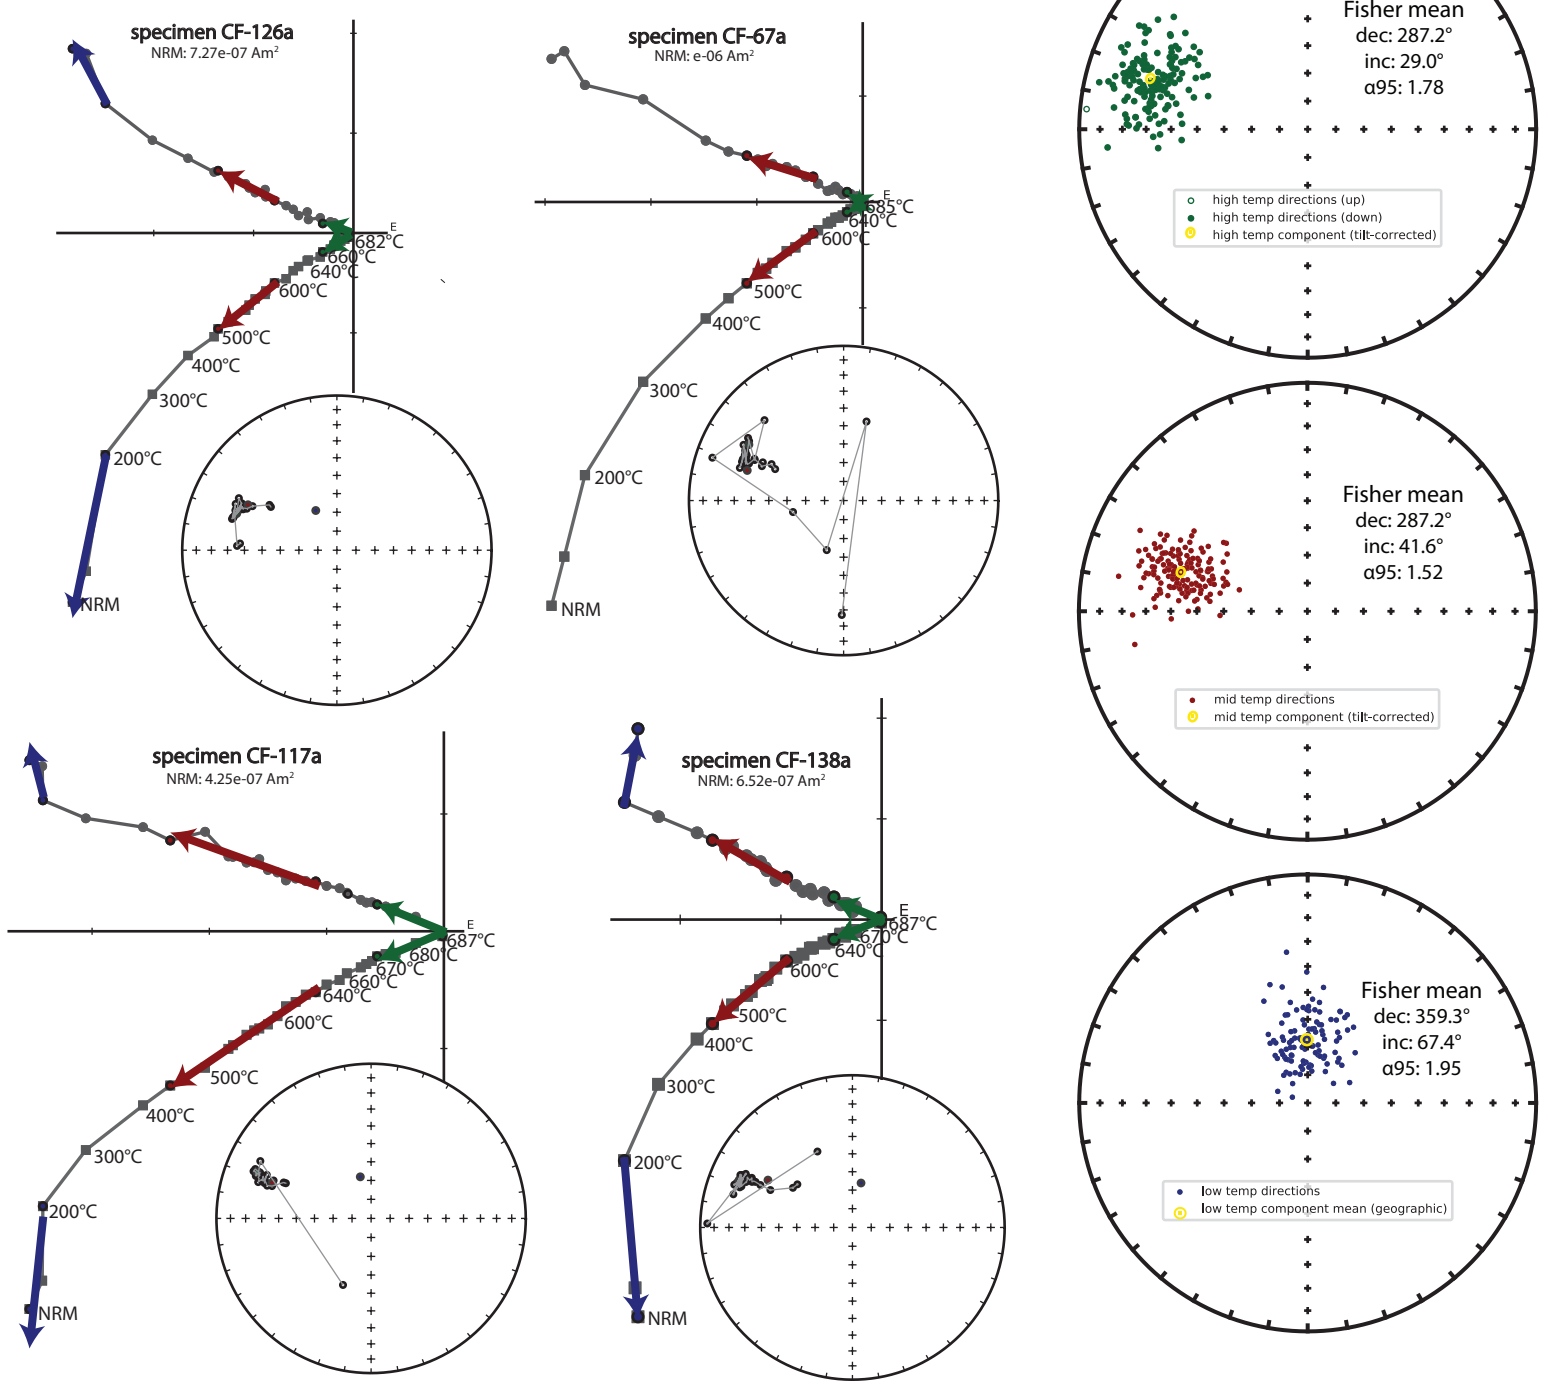 specimen CF-126a
NRM: 7.27e-07 Am²
E
682°C
660°C
640°C
600°C
500°C
400°C
300°C
200°C
NRM
specimen CF-67a
NRM: e-06 Am²
E
685°C
640°C
600°C
500°C
400°C
300°C
200°C
NRM
Fisher mean
dec: 287.2°
inc: 29.0°
α95: 1.78
high temp directions (up)
high temp directions (down)
high temp component (tilt-corrected)
Fisher mean
dec: 287.2°
inc: 41.6°
α95: 1.52
mid temp directions
mid temp component (tilt-corrected)
specimen CF-117a
NRM: 4.25e-07 Am²
E
687°C
680°C
670°C
660°C
640°C
600°C
500°C
400°C
300°C
200°C
NRM
specimen CF-138a
NRM: 6.52e-07 Am²
E
687°C
670°C
640°C
600°C
500°C
400°C
300°C
200°C
NRM
Fisher mean
dec: 359.3°
inc: 67.4°
α95: 1.95
low temp directions
low temp component mean (geographic)